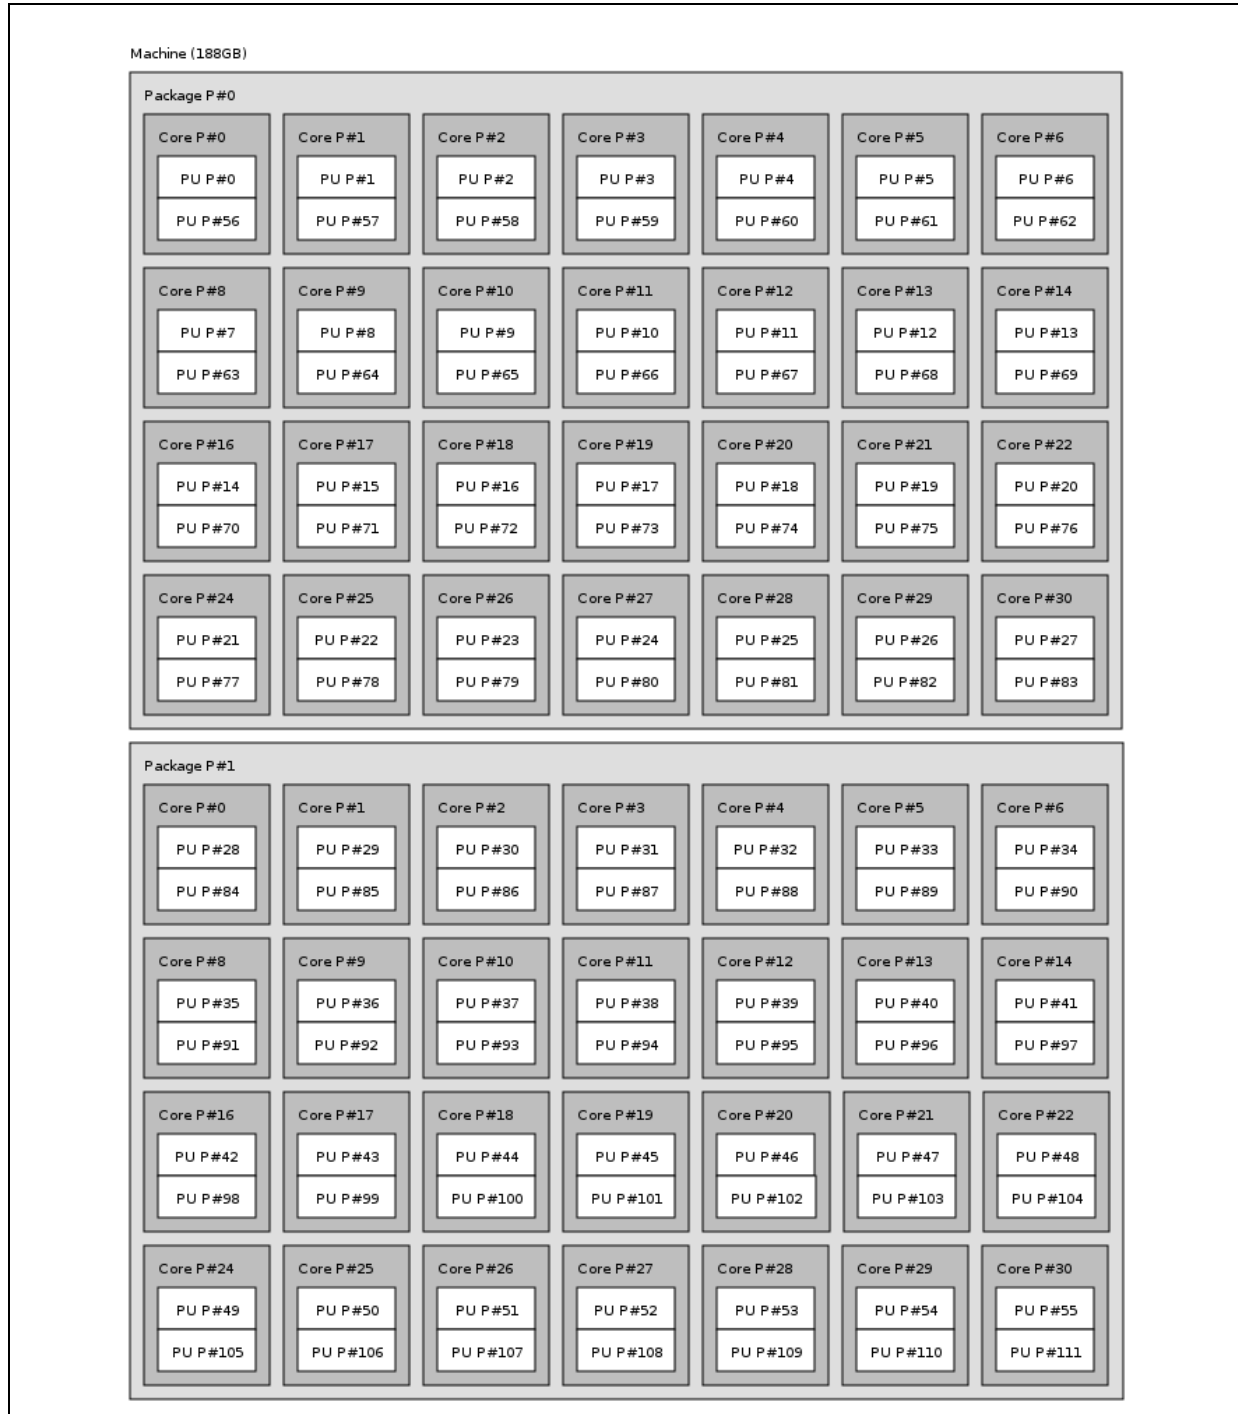 Machine (188GB)
Package P#0
Core P#0 Core P#1 Core P#2 Core P#3 Core P#4 Core P#5 Core P#6
PU P#0 PU P#1 PU P#2 PU P#3 PU P#4 PU P#5 PU P#6
PU P#56 PU P#57 PU P#58 PU P#59 PU P#60 PU P#61 PU P#62
Core P#8 Core P#9 Core P#10 Core P#11 Core P#12 Core P#13 Core P#14
PU P#7 PU P#8 PU P#9 PU P#10 PU P#11 PU P#12 PU P#13
PU P#63 PU P#64 PU P#65 PU P#66 PU P#67 PU P#68 PU P#69
Core P#16 Core P#17 Core P#18 Core P#19 Core P#20 Core P#21 Core P#22
PU P#14 PU P#15 PU P#16 PU P#17 PU P#18 PU P#19 PU P#20
PU P#70 PU P#71 PU P#72 PU P#73 PU P#74 PU P#75 PU P#76
Core P#24 Core P#25 Core P#26 Core P#27 Core P#28 Core P#29 Core P#30
PU P#21 PU P#22 PU P#23 PU P#24 PU P#25 PU P#26 PU P#27
PU P#77 PU P#78 PU P#79 PU P#80 PU P#81 PU P#82 PU P#83
Package P#1
Core P#0 Core P#1 Core P#2 Core P#3 Core P#4 Core P#5 Core P#6
PU P#28 PU P#29 PU P#30 PU P#31 PU P#32 PU P#33 PU P#34
PU P#84 PU P#85 PU P#86 PU P#87 PU P#88 PU P#89 PU P#90
Core P#8 Core P#9 Core P#10 Core P#11 Core P#12 Core P#13 Core P#14
PU P#35 PU P#36 PU P#37 PU P#38 PU P#39 PU P#40 PU P#41
PU P#91 PU P#92 PU P#93 PU P#94 PU P#95 PU P#96 PU P#97
Core P#16 Core P#17 Core P#18 Core P#19 Core P#20 Core P#21 Core P#22
PU P#42 PU P#43 PU P#44 PU P#45 PU P#46 PU P#47 PU P#48
PU P#98 PU P#99 PU P#100 PU P#101 PU P#102 PU P#103 PU P#104
Core P#24 Core P#25 Core P#26 Core P#27 Core P#28 Core P#29 Core P#30
PU P#49 PU P#50 PU P#51 PU P#52 PU P#53 PU P#54 PU P#55
PU P#105 PU P#106 PU P#107 PU P#108 PU P#109 PU P#110 PU P#111